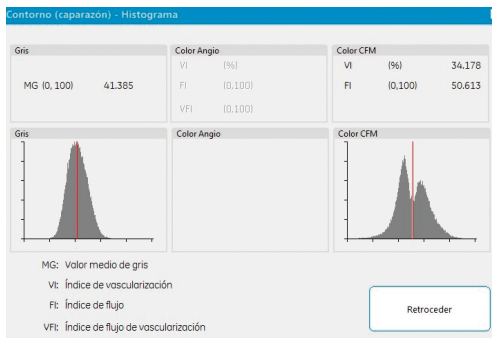 Contorno (caparazón) - Histograma
Gris
Color Angio
Color CFM
MG (0, 100) 41.385
VI (%)
FI (0.100)
VFI (0.100)
VI (%) 34.178
FI (0,100) 50.613
Gris
Color Angio
Color CFM
MG: Valor medio de gris
VI: Índice de vascularización
FI: Índice de flujo
VFI: Índice de flujo de vascularización
Retroceder